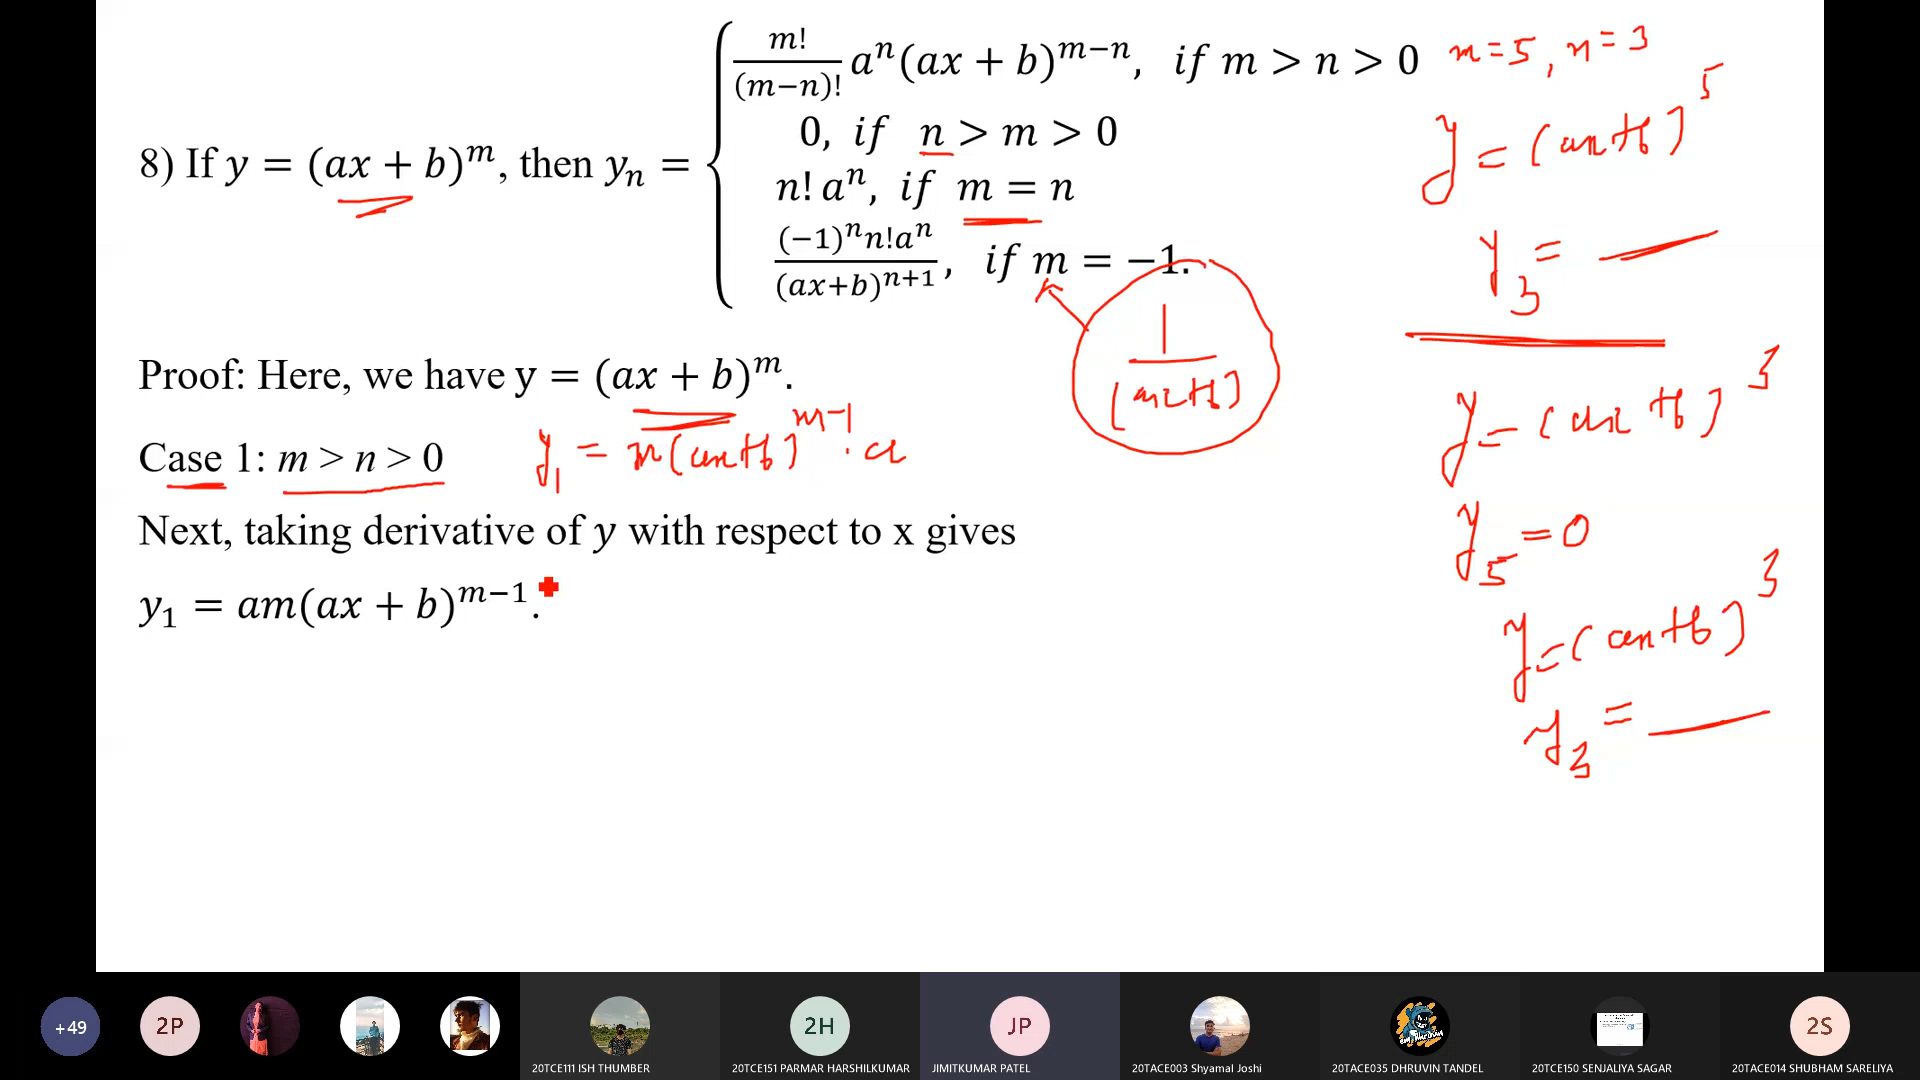 8) If y = (ax + b)^m, then y_n = { m!/(m−n)! a^n(ax + b)^{m−n}, if m > n > 0
0, if n > m > 0
n! a^n, if m = n
(−1)^n n!a^n/(ax+b)^{n+1}, if m = −1.
m=5, n=3
y = (ax+b)^5
y_3 =
1/(ax+b)
Proof: Here, we have y = (ax + b)^m.
y = (ax+b)^3
Case 1: m > n > 0
y_1 = m(ax+b)^{m-1} . a
Next, taking derivative of y with respect to x gives
y_5 = 0
y_1 = am(ax + b)^{m−1}.
y = (ax+b)^3
y_3 =
+49
2P
2H
JP
2S
20TCE111 ISH THUMBER
20TCE151 PARMAR HARSHILKUMAR
JIMITKUMAR PATEL
20TACE003 Shyamal Joshi
20TACE035 DHRUVIN TANDEL
20TCE150 SENJALIYA SAGAR
20TACE014 SHUBHAM SARELIYA